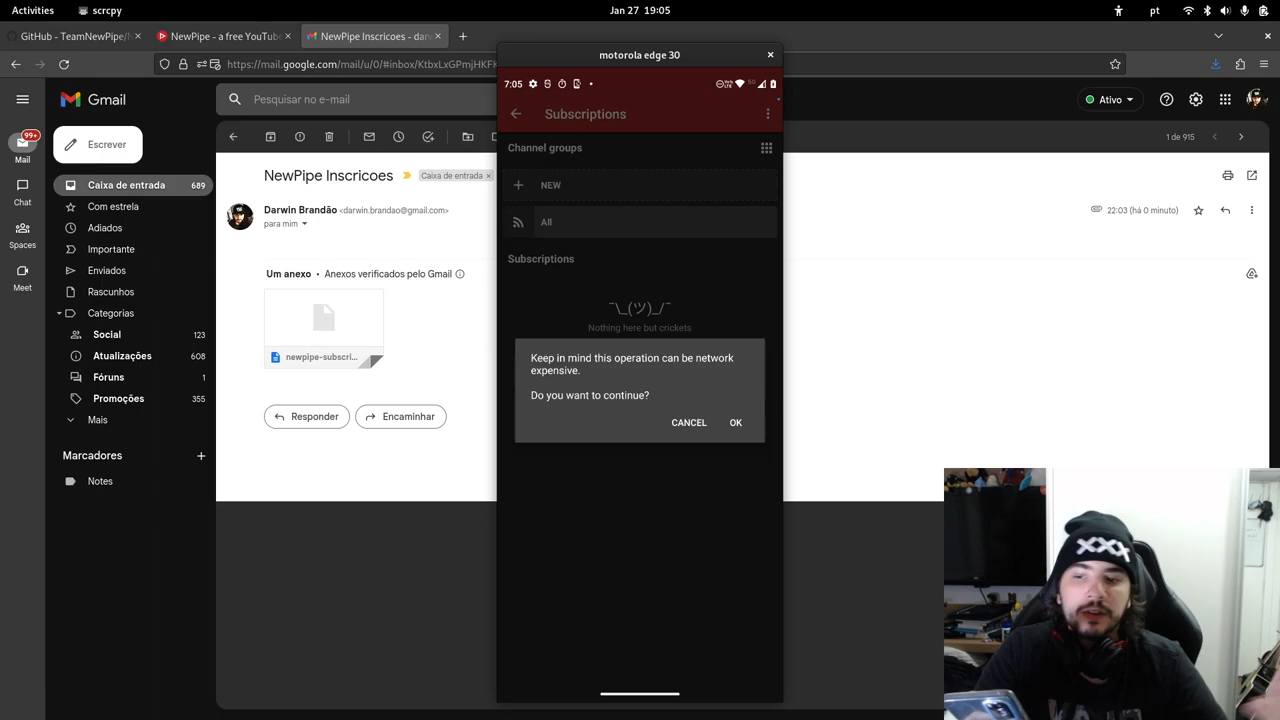 Activities
scrcpy
Jan 27 19:05
pt
GitHub - TeamNewPipe/
NewPipe - a free YouTube
NewPipe Inscricoes - dar
https://mail.google.com/mail/u/0/#inbox/KtbxLxGPmjHKF
Gmail
Pesquisar no e-mail
Ativo
99+
Mail
Chat
Spaces
Meet
Escrever
Caixa de entrada 689
Com estrela
Adiados
Importante
Enviados
Rascunhos
Categorias
Social 123
Atualizações 608
Fóruns 1
Promoções 355
Mais
Marcadores
Notes
1 de 915
NewPipe Inscricoes
Caixa de entrada ×
Darwin Brandão <darwin.brandao@gmail.com>
22:03 (há 0 minuto)
para mim
Um anexo • Anexos verificados pelo Gmail
newpipe-subscri...
Responder
Encaminhar
motorola edge 30
7:05
5G
Subscriptions
Channel groups
NEW
All
Subscriptions
¯\_(ツ)_/¯
Nothing here but crickets
Keep in mind this operation can be network
expensive.
Do you want to continue?
CANCEL
OK
XXX